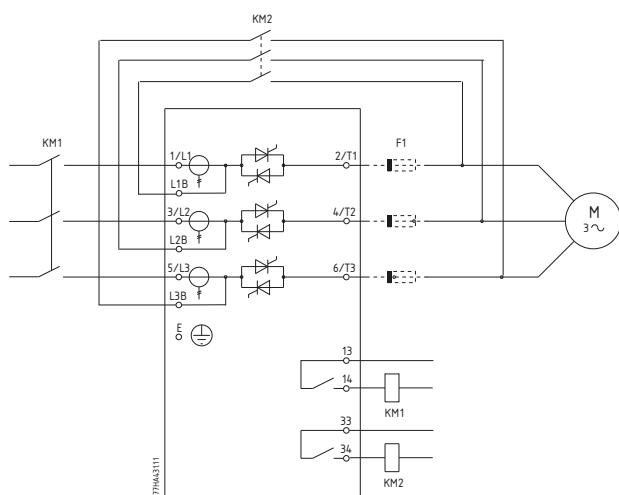 KM2
KM1
1/L1
2/T1
F1
L1B
3/L2
4/T2
M
3~
L2B
5/L3
6/T3
L3B
E
13
14
KM1
33
34
KM2
77HA43111